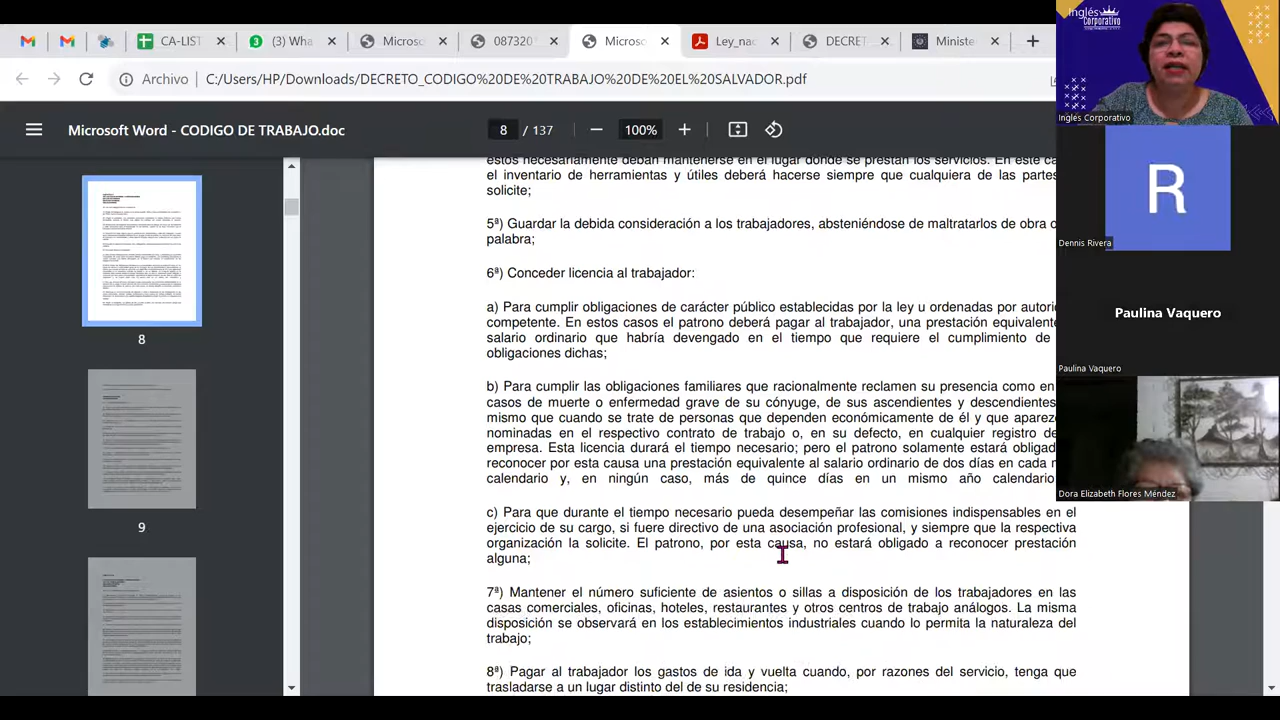 CA-LIST
(3) Wha
Microso
087320
Microso
Ley_nac
DECRET
Ministe
Archivo
C:/Users/HP/Downloads/DECRETO_CODIGO%20DE%20TRABAJO%20DE%20EL%20SALVADOR.pdf
Microsoft Word - CODIGO DE TRABAJO.doc
8 / 137
100%
8
9
estos necesariamente deban mantenerse en el lugar donde se prestan los servicios. En este ca
el inventario de herramientas y útiles deberá hacerse siempre que cualquiera de las partes
solicite;
5ª) Guardar la debida consideración a los trabajadores, absteniéndose de maltratarlos de obra o
palabra;
6ª) Conceder licencia al trabajador:
a) Para cumplir obligaciones de carácter público establecidas por la ley u ordenadas por autori
competente. En estos casos el patrono deberá pagar al trabajador, una prestación equivalente
salario ordinario que habría devengado en el tiempo que requiere el cumplimiento de
obligaciones dichas;
b) Para cumplir las obligaciones familiares que racionalmente reclamen su presencia como en
casos de muerte o enfermedad grave de su cónyuge, de sus ascendientes y descendientes
mismo que cuando se trate de personas que dependen económicamente de él y que aparezc
nominadas en el respectivo contrato de trabajo o, en su defecto, en cualquier registro de
empresa. Esta licencia durará el tiempo necesario; pero el patrono solamente estará obligad
reconocer por esta causa una prestación equivalente al salario ordinario de dos días en cada m
calendario y, en ningún caso, más de quince días en un mismo año calendario
c) Para que durante el tiempo necesario pueda desempeñar las comisiones indispensables en el
ejercicio de su cargo, si fuere directivo de una asociación profesional, y siempre que la respectiva
organización la solicite. El patrono, por esta causa, no estará obligado a reconocer prestación
alguna;
7ª) Mantener el número suficiente de asientos o sillas a disposición de los trabajadores en las
casas comerciales, oficinas, hoteles, restaurantes y otros centros de trabajo análogos. La misma
disposición se observará en los establecimientos industriales cuando lo permita la naturaleza del
trabajo;
8ª) Pagar al trabajador los gastos de ida y vuelta cuando, por razones del servicio, tenga que
trasladarse a un lugar distinto del de su residencia;
Inglés
Corporativo
Inglés Corporativo
R
Dennis Rivera
Paulina Vaquero
Paulina Vaquero
Dora Elizabeth Flores Méndez